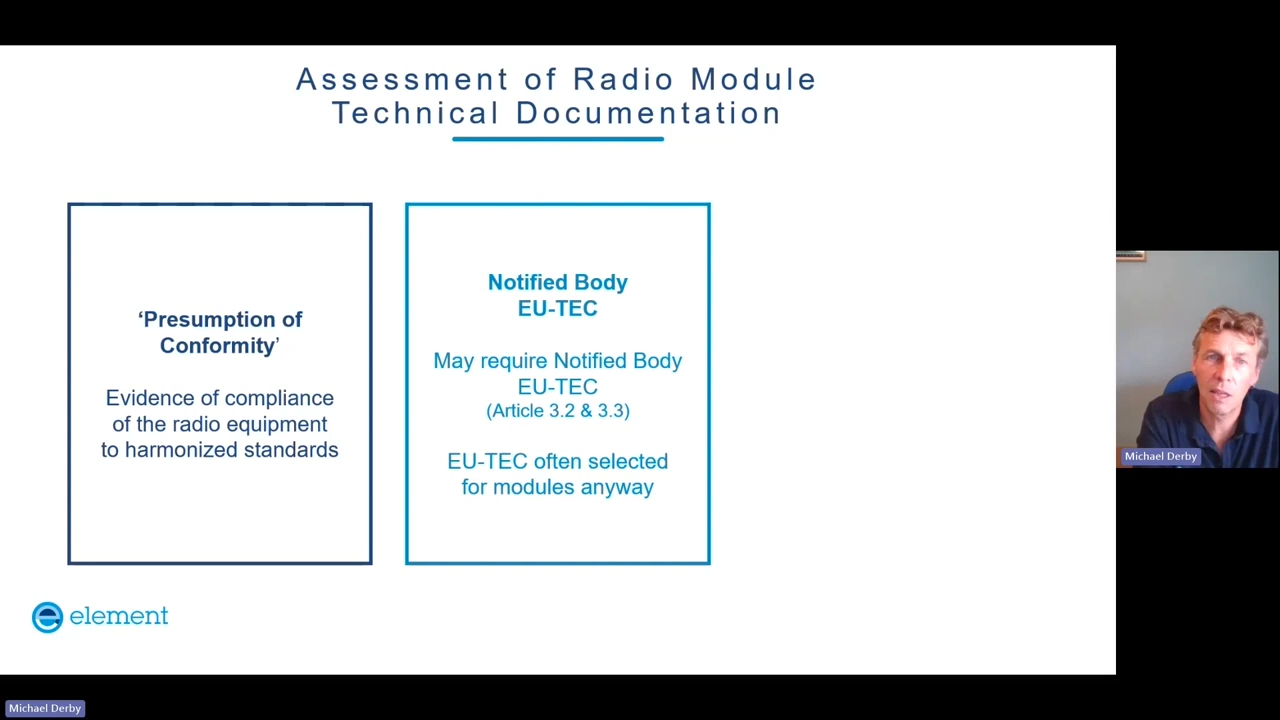 Assessment of Radio Module
Technical Documentation
‘Presumption of
Conformity’
Evidence of compliance
of the radio equipment
to harmonized standards
Notified Body
EU-TEC
May require Notified Body
EU-TEC
(Article 3.2 & 3.3)
EU-TEC often selected
for modules anyway
element
Michael Derby
Michael Derby